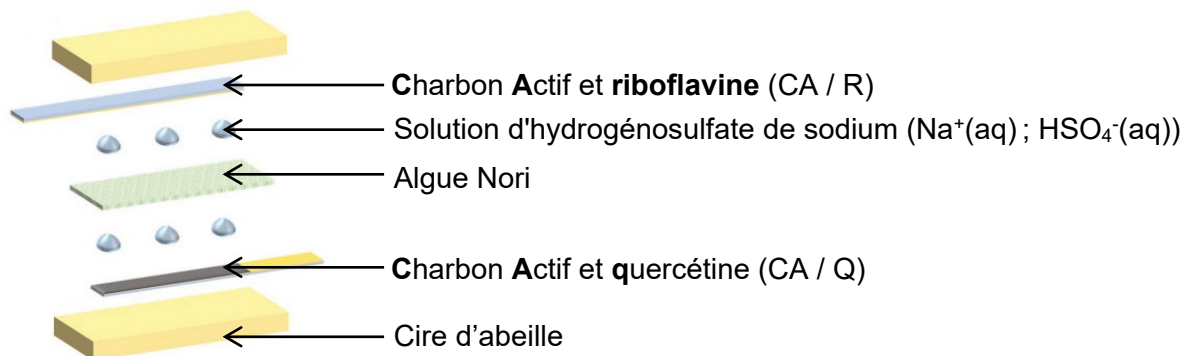 Charbon Actif et riboflavine (CA / R)
Solution d'hydrogénosulfate de sodium (Na⁺(aq) ; HSO₄⁻(aq))
Algue Nori
Charbon Actif et quercétine (CA / Q)
Cire d’abeille